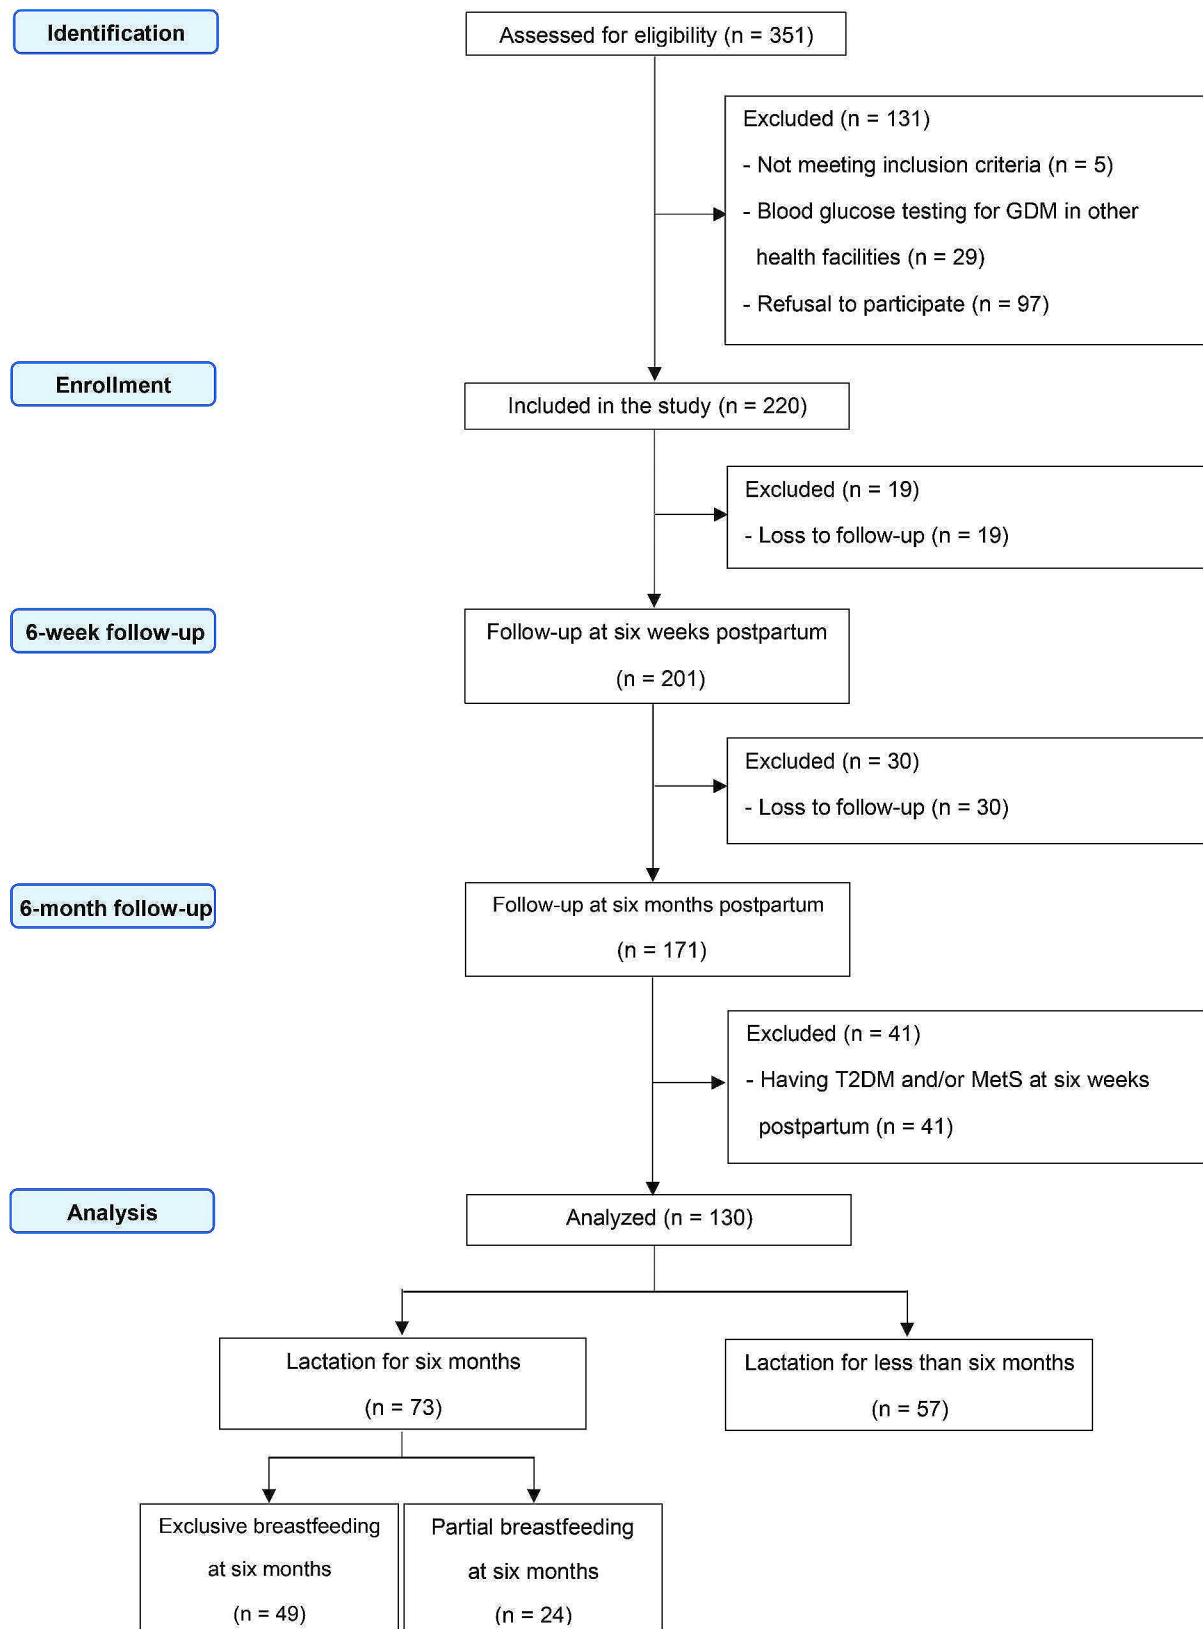 Identification
Assessed for eligibility (n = 351)
Excluded (n = 131)
- Not meeting inclusion criteria (n = 5)
- Blood glucose testing for GDM in other
health facilities (n = 29)
- Refusal to participate (n = 97)
Enrollment
Included in the study (n = 220)
Excluded (n = 19)
- Loss to follow-up (n = 19)
6-week follow-up
Follow-up at six weeks postpartum
(n = 201)
Excluded (n = 30)
- Loss to follow-up (n = 30)
6-month follow-up
Follow-up at six months postpartum
(n = 171)
Excluded (n = 41)
- Having T2DM and/or MetS at six weeks
postpartum (n = 41)
Analysis
Analyzed (n = 130)
Lactation for six months
(n = 73)
Lactation for less than six months
(n = 57)
Exclusive breastfeeding
at six months
(n = 49)
Partial breastfeeding
at six months
(n = 24)